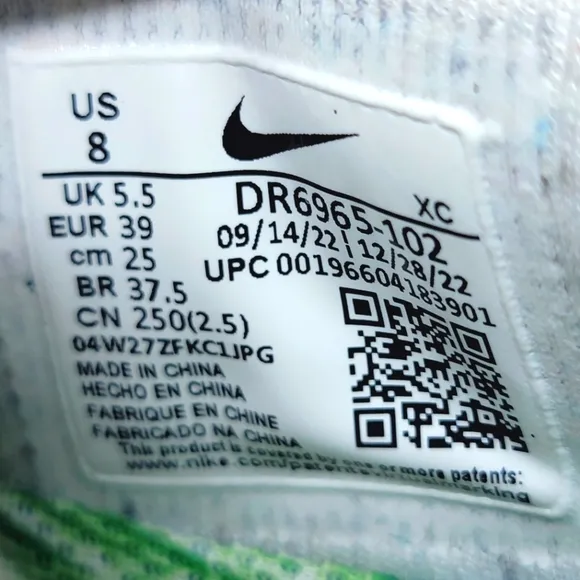 US
8
UK 5.5
EUR 39
cm 25
BR 37.5
CN 250(2.5)
04W27ZFKC1JPG
DR6965-102
XC
09/14/22 | 12/28/22
UPC 00196604183901
MADE IN CHINA
HECHO EN CHINA
FABRIQUE EN CHINE
FABRICADO NA CHINA
This product is covered by one or more patents:
www.nike.com/patentvirtualmarking